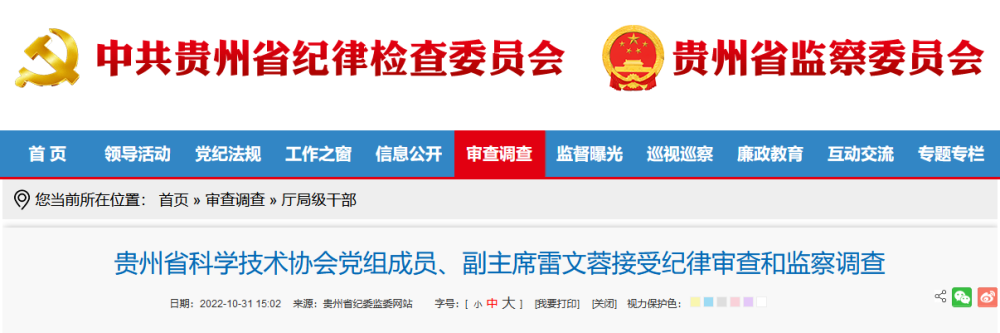 中共贵州省纪律检查委员会 贵州省监察委员会
首 页 领导活动 党纪法规 工作之窗 信息公开 审查调查 监督曝光 巡视巡察 廉政教育 互动交流 专题专栏
您当前所在位置： 首页 » 审查调查 » 厅局级干部
贵州省科学技术协会党组成员、副主席雷文蓉接受纪律审查和监察调查
日期：2022-10-31 15:02 来源：贵州省纪委监委网站 字号：[ 小 中 大 ] [我要打印] [关闭] 视力保护色：